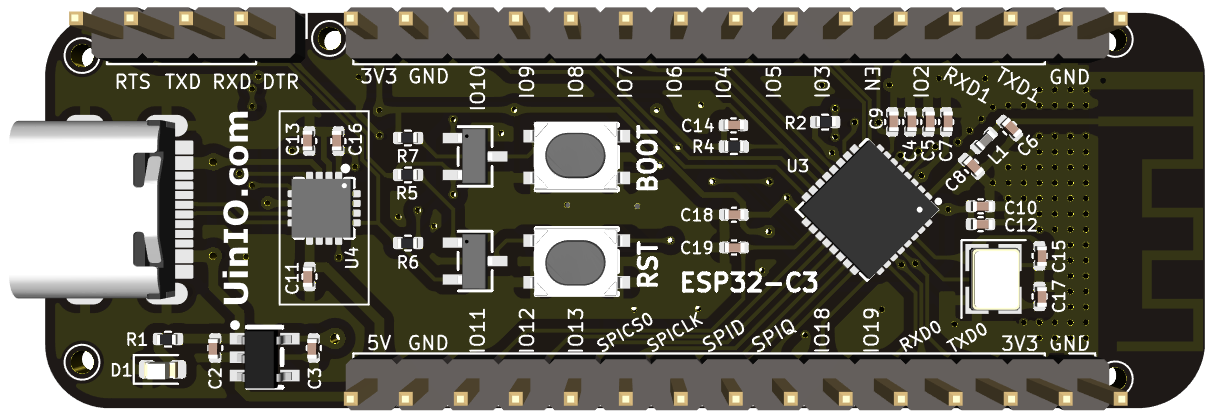 RTS TXD RXD DTR
3V3 GND IO10 IO9 IO8 IO7 IO6 IO4 IO5 IO3 EN IO2 RXD1 TXD1 GND
C13 C16
R7
R5
R6
U4
C11
UinIO.com
BOOT
RST
C14
R4
C18
C19
R2
U3
C9 C4 C5 C7
C8 L1 C6
C10
C12
C15
C17
ESP32-C3
R1
D1
C2 C3
5V GND IO11 IO12 IO13 SPICS0 SPICLK SPID SPIQ IO18 IO19 RXD0 TXD0 3V3 GND